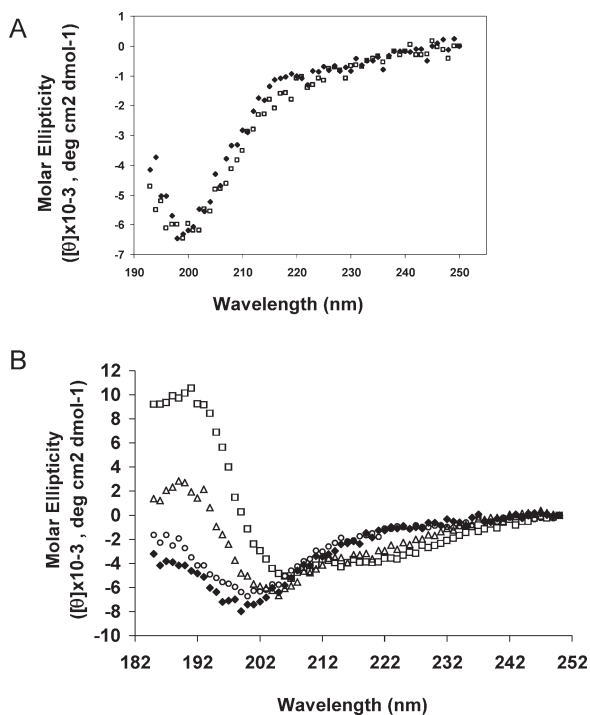 A
Molar Ellipticity
([θ]x10-3 , deg cm2 dmol-1)
0
-1
-2
-3
-4
-5
-6
-7
190 200 210 220 230 240 250
Wavelength (nm)
B
Molar Ellipticity
([θ]x10-3 , deg cm2 dmol-1)
12
10
8
6
4
2
0
-2
-4
-6
-8
-10
182 192 202 212 222 232 242 252
Wavelength (nm)